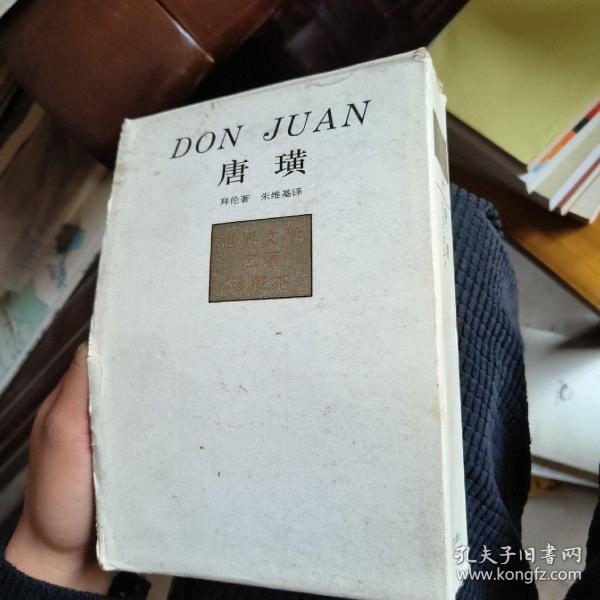 DON JUAN
唐 璜
拜伦著 朱维基译
世界文学
名著
珍藏本
孔夫子旧书网
www.kongfz.com